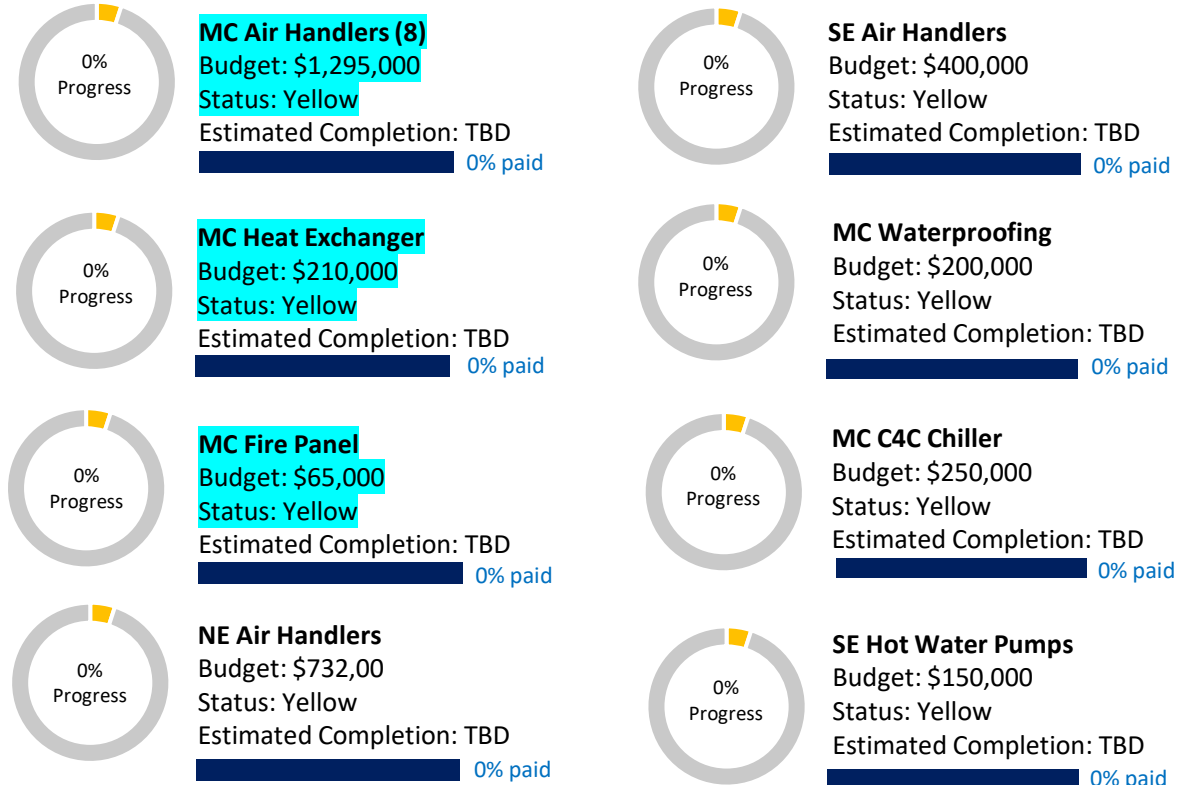 0%
Progress
MC Air Handlers (8)
Budget: $1,295,000
Status: Yellow
Estimated Completion: TBD
0% paid
0%
Progress
SE Air Handlers
Budget: $400,000
Status: Yellow
Estimated Completion: TBD
0% paid
0%
Progress
MC Heat Exchanger
Budget: $210,000
Status: Yellow
Estimated Completion: TBD
0% paid
0%
Progress
MC Waterproofing
Budget: $200,000
Status: Yellow
Estimated Completion: TBD
0% paid
0%
Progress
MC Fire Panel
Budget: $65,000
Status: Yellow
Estimated Completion: TBD
0% paid
0%
Progress
MC C4C Chiller
Budget: $250,000
Status: Yellow
Estimated Completion: TBD
0% paid
0%
Progress
NE Air Handlers
Budget: $732,00
Status: Yellow
Estimated Completion: TBD
0% paid
0%
Progress
SE Hot Water Pumps
Budget: $150,000
Status: Yellow
Estimated Completion: TBD
0% paid